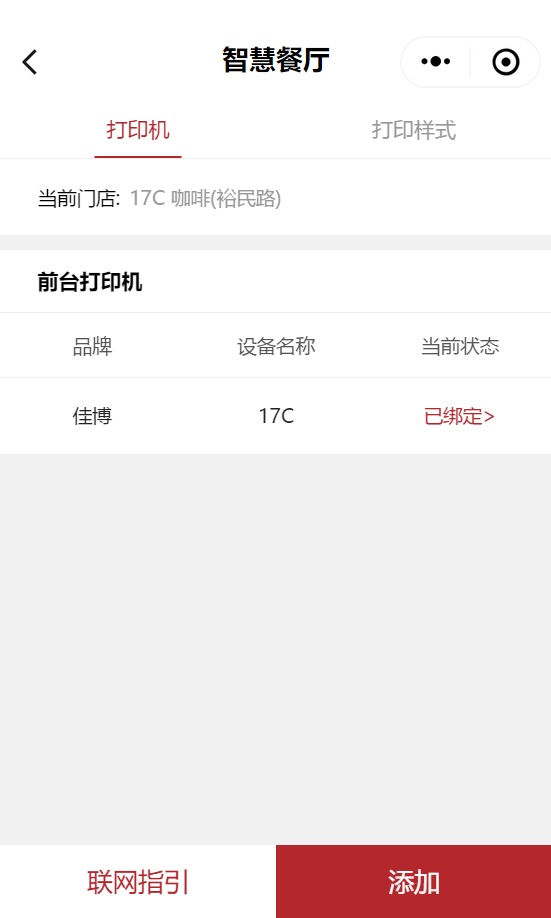 智慧餐厅
打印机 打印样式
当前门店: 17C 咖啡(裕民路)
前台打印机
品牌 设备名称 当前状态
佳博 17C 已绑定>
联网指引 添加